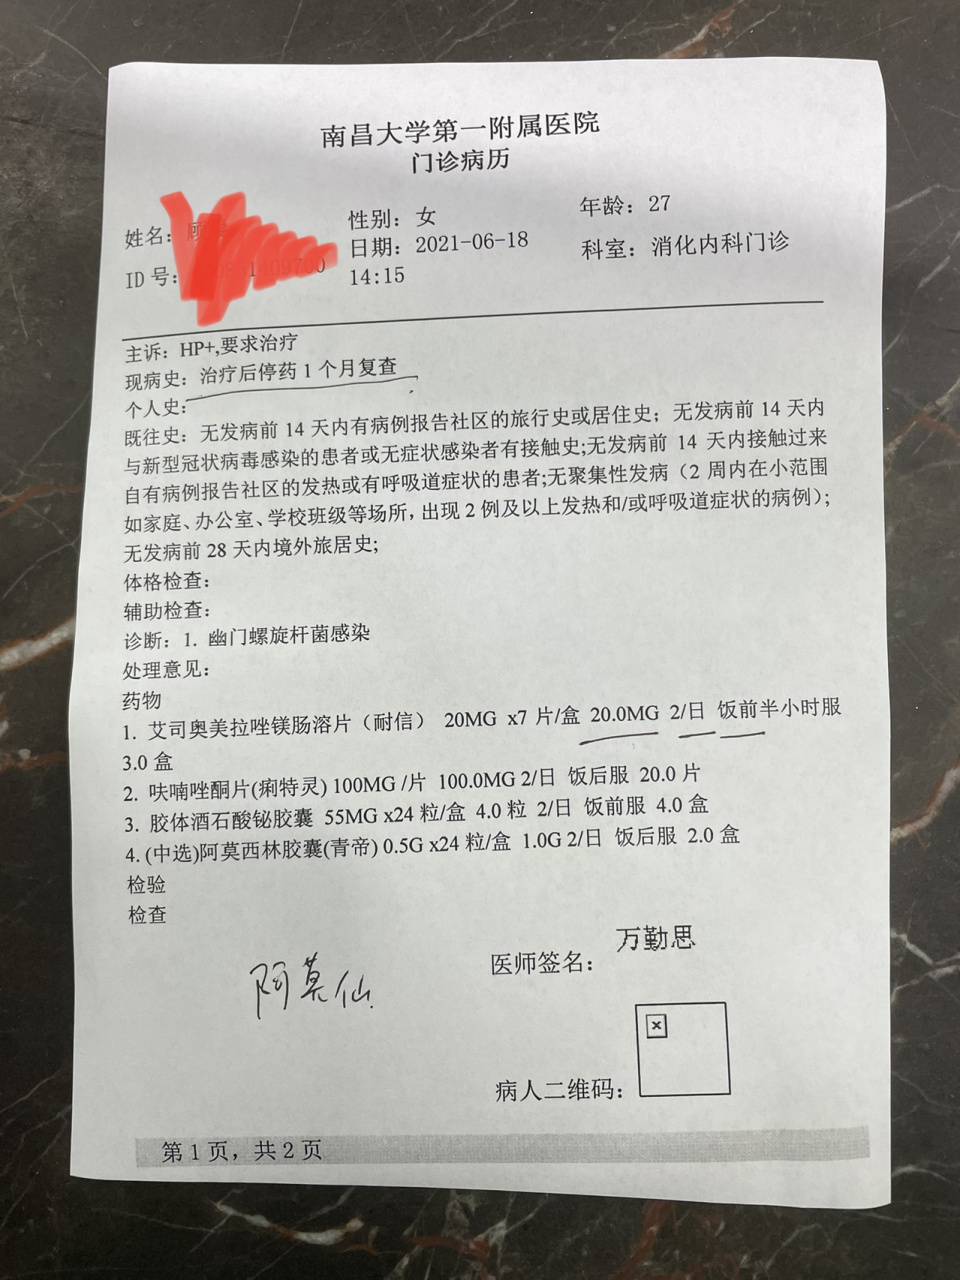 南昌大学第一附属医院
门诊病历
姓名： 性别：女 年龄：27
ID 号： 日期：2021-06-18 14:15 科室：消化内科门诊
主诉：HP+,要求治疗
现病史：治疗后停药 1 个月复查
个人史：
既往史：无发病前 14 天内有病例报告社区的旅行史或居住史；无发病前 14 天内
与新型冠状病毒感染的患者或无症状感染者有接触史;无发病前 14 天内接触过来
自有病例报告社区的发热或有呼吸道症状的患者;无聚集性发病（2 周内在小范围
如家庭、办公室、学校班级等场所，出现 2 例及以上发热和/或呼吸道症状的病例）;
无发病前 28 天内境外旅居史;
体格检查：
辅助检查：
诊断：1. 幽门螺旋杆菌感染
处理意见：
药物
1. 艾司奥美拉唑镁肠溶片（耐信） 20MG x7 片/盒 20.0MG 2/日 饭前半小时服
3.0 盒
2. 呋喃唑酮片(痢特灵) 100MG /片 100.0MG 2/日 饭后服 20.0 片
3. 胶体酒石酸铋胶囊 55MG x24 粒/盒 4.0 粒 2/日 饭前服 4.0 盒
4. (中选)阿莫西林胶囊(青帝) 0.5G x24 粒/盒 1.0G 2/日 饭后服 2.0 盒
检验
检查
阿莫仙
医师签名： 万勤思
病人二维码：
第 1 页，共 2 页